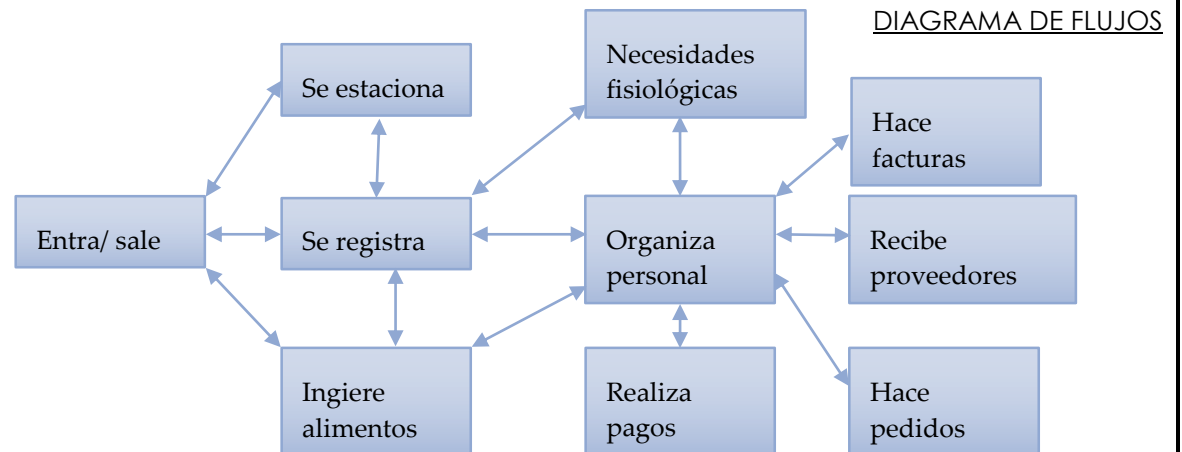 DIAGRAMA DE FLUJOS
Necesidades
fisiológicas
Se estaciona
Hace
facturas
Entra/ sale
Se registra
Organiza
personal
Recibe
proveedores
Ingiere
alimentos
Realiza
pagos
Hace
pedidos